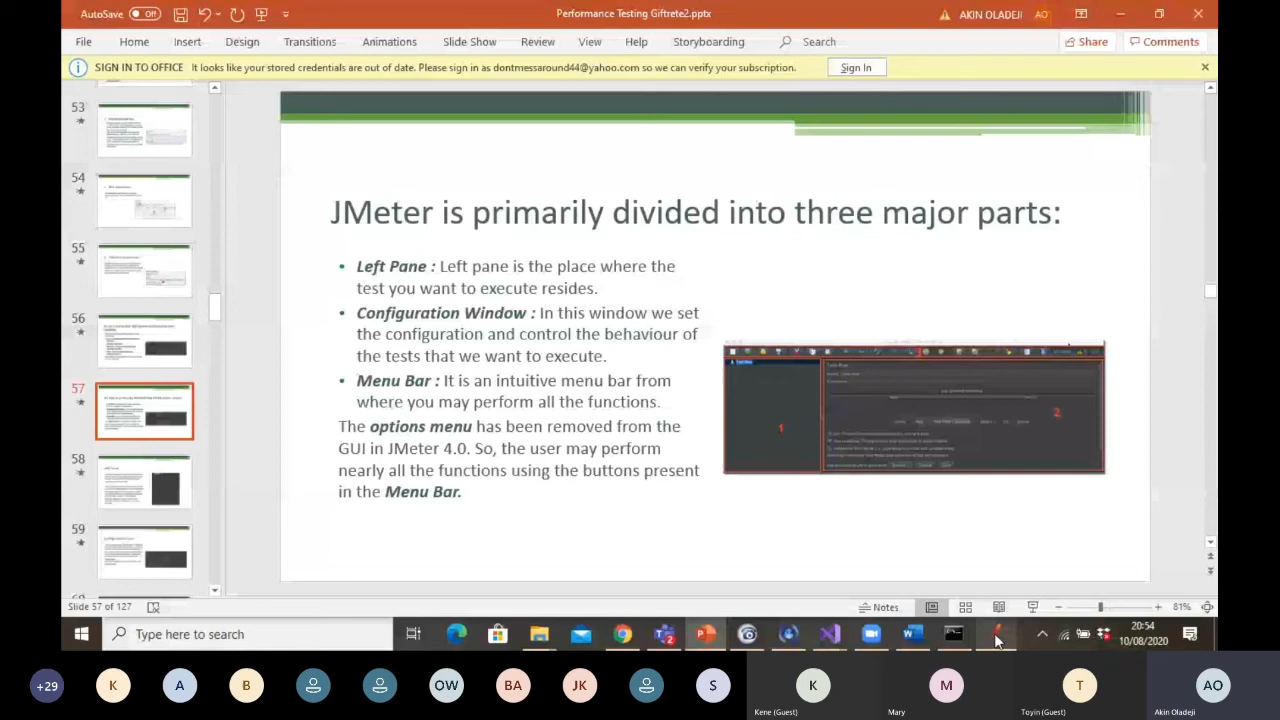 AutoSave Off
Performance Testing Giftrete2.pptx
AKIN OLADEJI
AO
File Home Insert Design Transitions Animations Slide Show Review View Help Storyboarding Search
Share
Comments
SIGN IN TO OFFICE It looks like your stored credentials are out of date. Please sign in as dontmessaround44@yahoo.com so we can verify your subscription.
Sign In
53
54
55
56
57
58
59
JMeter is primarily divided into three major parts:
• Left Pane : Left pane is the place where the
test you want to execute resides.
• Configuration Window : In this window we set
the configuration and control the behaviour of
the tests that we want to execute.
• Menu Bar : It is an intuitive menu bar from
where you may perform all the functions.
The options menu has been removed from the
GUI in JMeter 4.0. So, the user may perform
nearly all the functions using the buttons present
in the Menu Bar.
1
2
Slide 57 of 127
Notes
81%
Type here to search
20:54
10/08/2020
+29
K
A
B
OW
BA
JK
S
K
Kene (Guest)
M
Mary
T
Toyin (Guest)
AO
Akin Oladeji